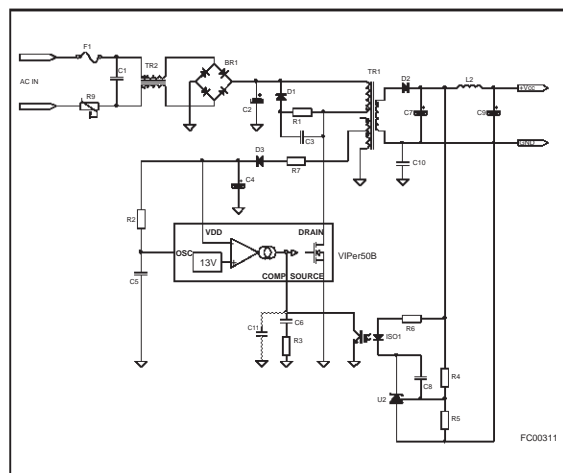 F1
BR1
TR1
D2
L2
+Vcc
AC IN
C1
TR2
D1
C2
R1
C7
C9
R9
C3
GND
D3
R7
C10
C4
R2
VDD
DRAIN
OSC
13V
VIPer50B
COMP SOURCE
C5
C11
C6
R3
R6
ISO1
C8
R4
U2
R5
FC00311